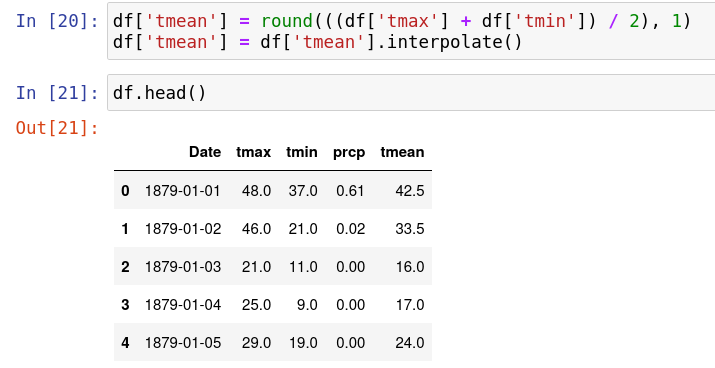 In [20]: df['tmean'] = round(((df['tmax'] + df['tmin']) / 2), 1)
df['tmean'] = df['tmean'].interpolate()
In [21]: df.head()
Out[21]:
Date tmax tmin prcp tmean
0 1879-01-01 48.0 37.0 0.61 42.5
1 1879-01-02 46.0 21.0 0.02 33.5
2 1879-01-03 21.0 11.0 0.00 16.0
3 1879-01-04 25.0 9.0 0.00 17.0
4 1879-01-05 29.0 19.0 0.00 24.0